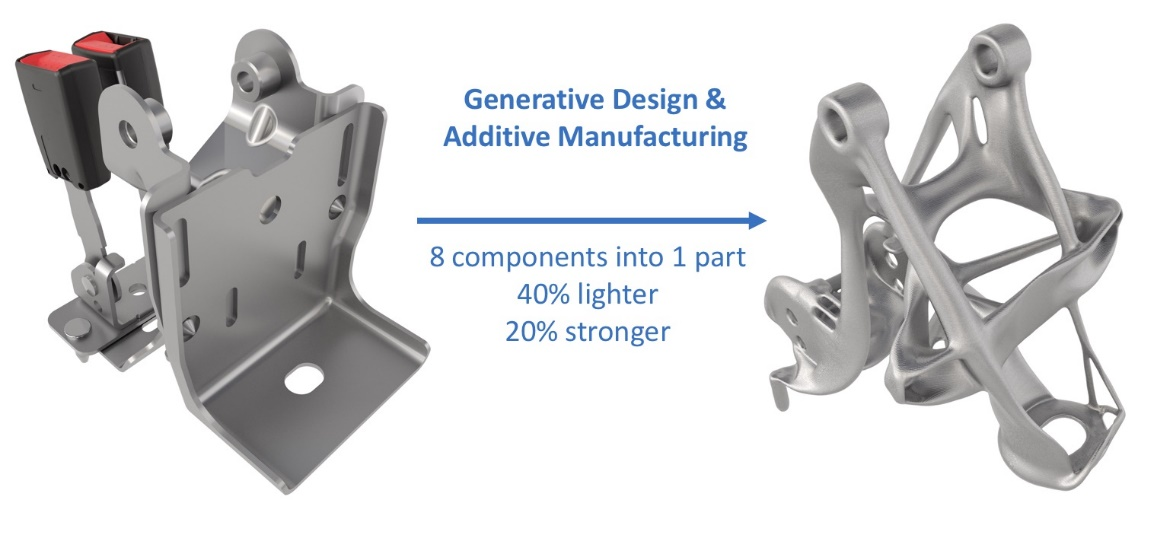 Generative Design &
Additive Manufacturing
8 components into 1 part
40% lighter
20% stronger